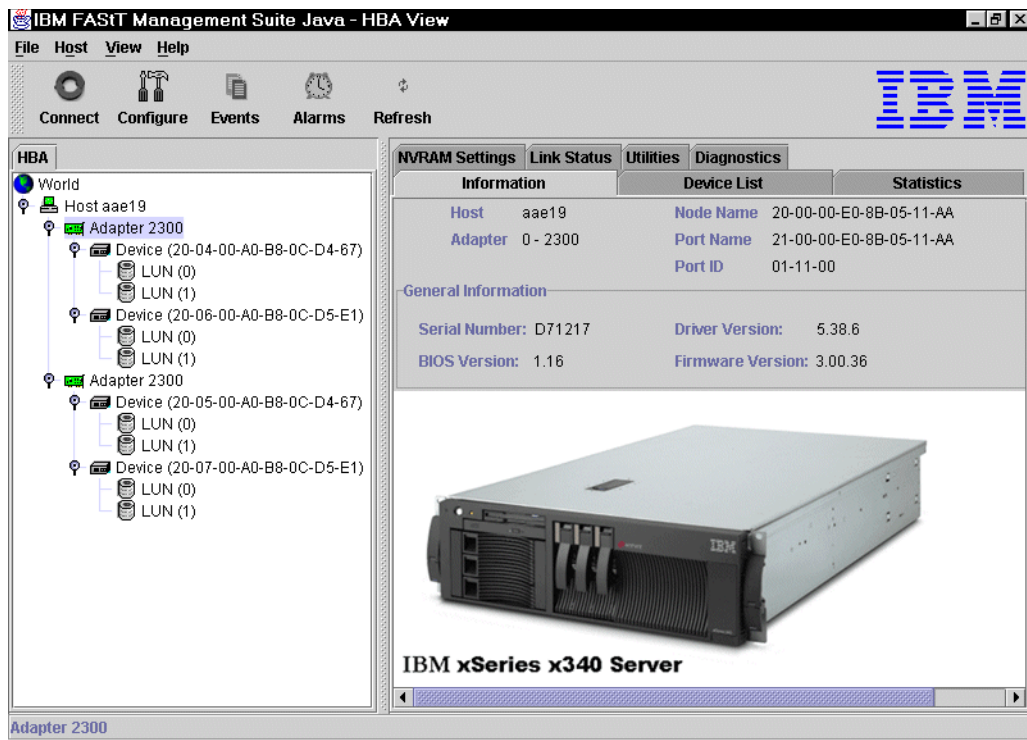 IBM FAStT Management Suite Java - HBA View
File Host View Help
Connect Configure Events Alarms Refresh
IBM
HBA
World
Host aae19
Adapter 2300
Device (20-04-00-A0-B8-0C-D4-67)
LUN (0)
LUN (1)
Device (20-06-00-A0-B8-0C-D5-E1)
LUN (0)
LUN (1)
Adapter 2300
Device (20-05-00-A0-B8-0C-D4-67)
LUN (0)
LUN (1)
Device (20-07-00-A0-B8-0C-D5-E1)
LUN (0)
LUN (1)
NVRAM Settings Link Status Utilities Diagnostics
Information Device List Statistics
Host aae19 Node Name 20-00-00-E0-8B-05-11-AA
Adapter 0 - 2300 Port Name 21-00-00-E0-8B-05-11-AA
Port ID 01-11-00
General Information
Serial Number: D71217 Driver Version: 5.38.6
BIOS Version: 1.16 Firmware Version: 3.00.36
IBM
IBM xSeries x340 Server
Adapter 2300